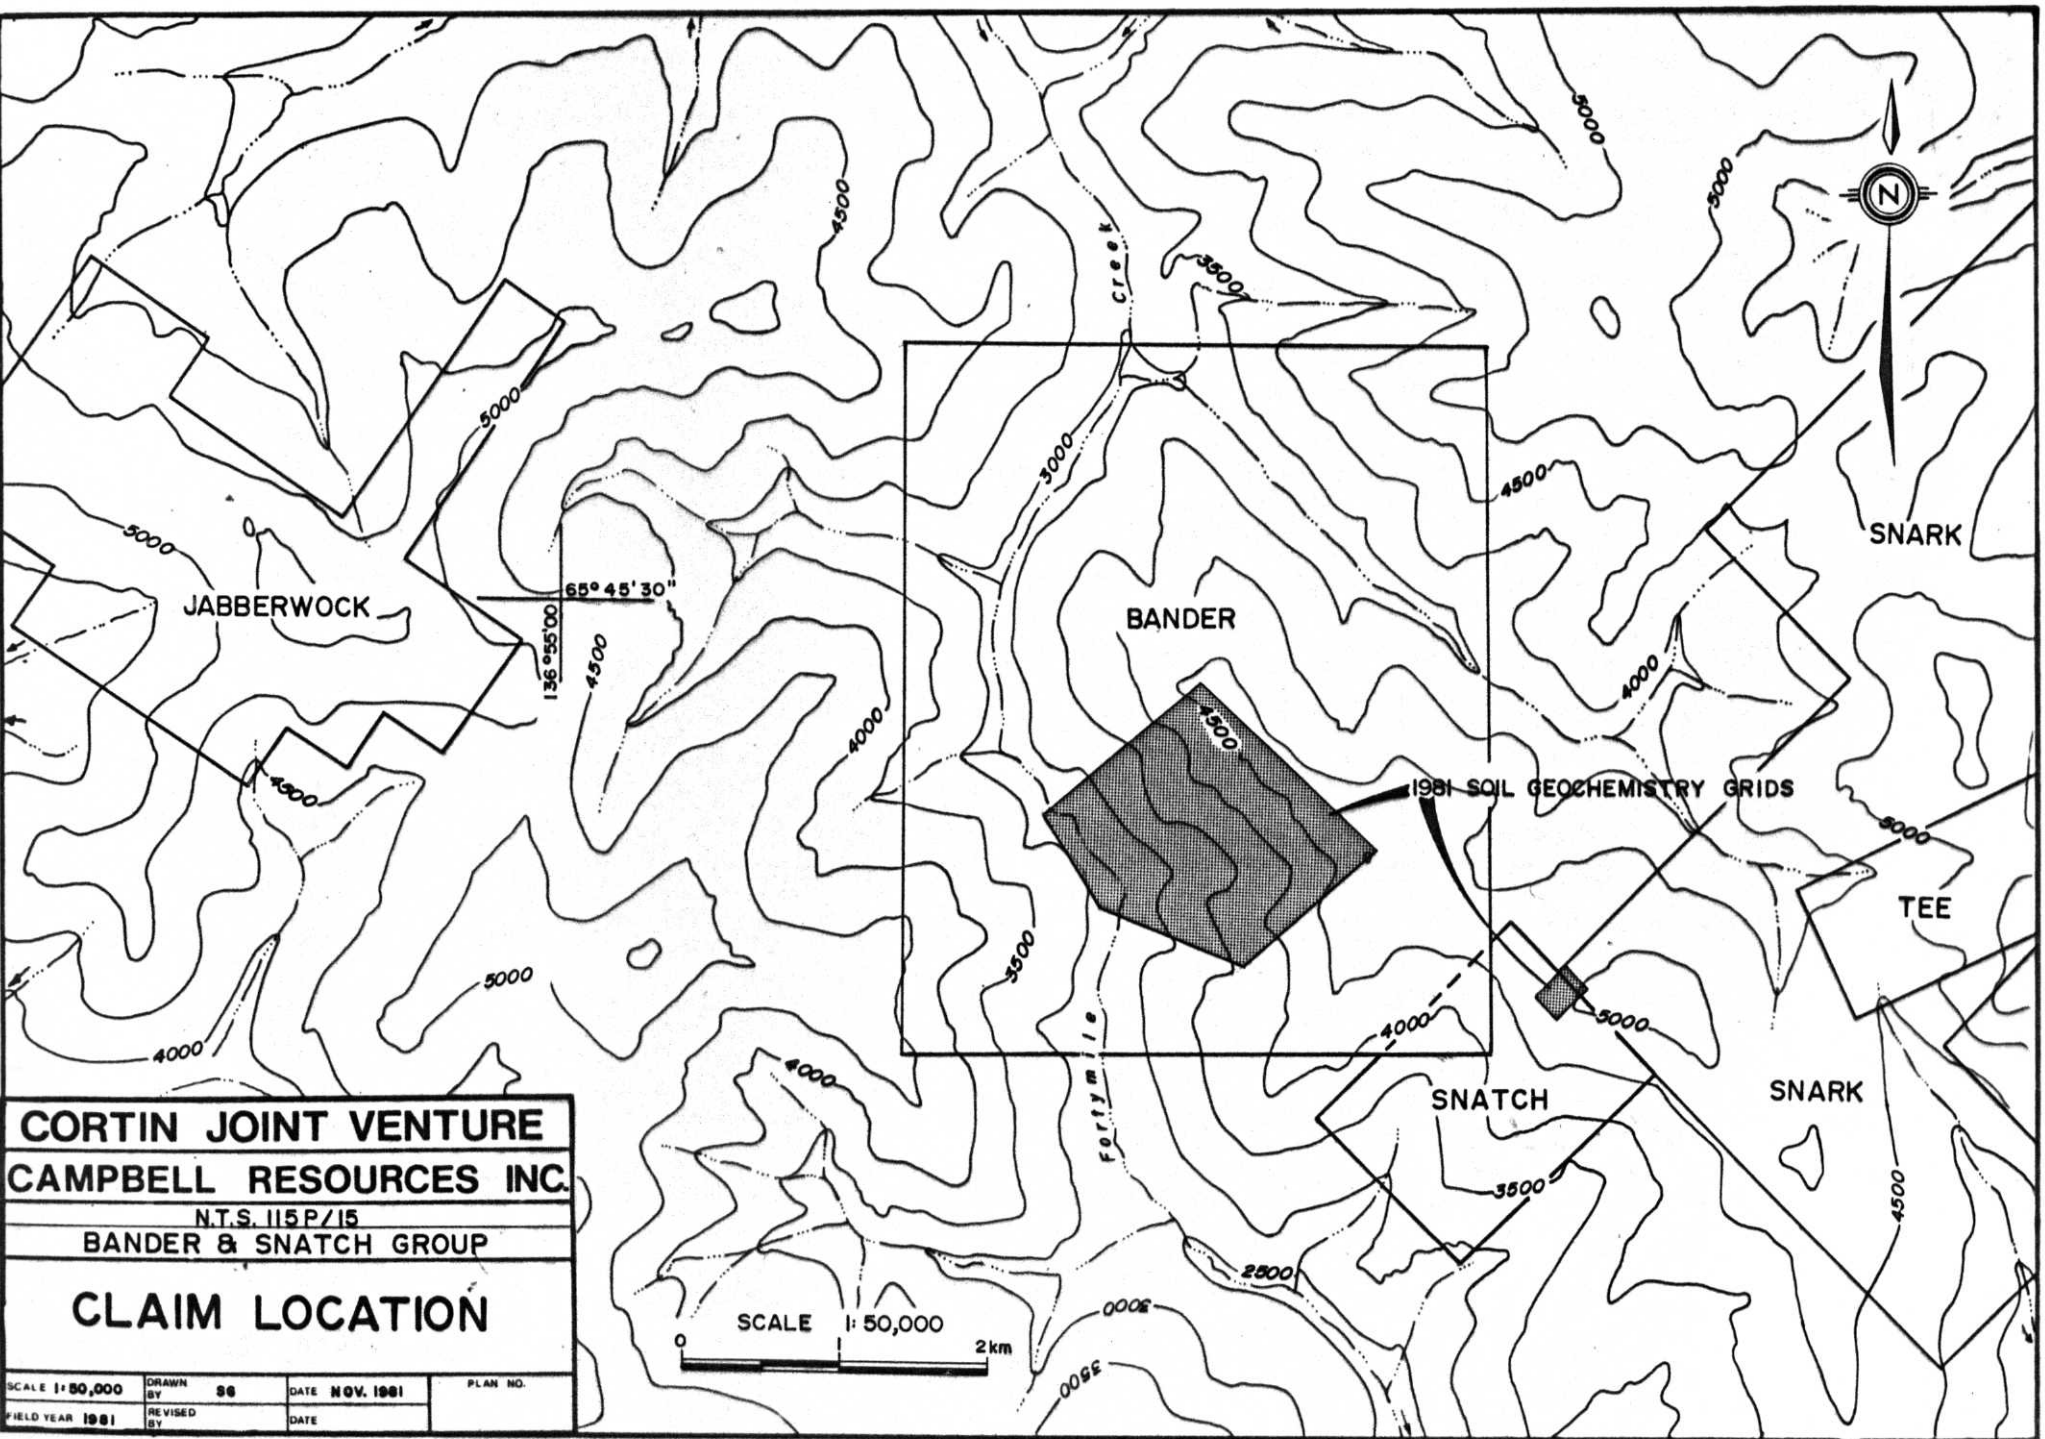 5000
5000
4500
Creek
N
3500
5000
3000
4500
SNARK
5000
JABBERWOCK
65° 45' 30"
136° 55' 00
4500
BANDER
4000
4000
4500
4500
1981 SOIL GEOCHEMISTRY GRIDS
5000
TEE
3500
5000
4000
5000
4000
Fortymile
4000
SNATCH
SNARK
3500
4500
2500
3000
3500
SCALE 1:50,000
0 2km
CORTIN JOINT VENTURE
CAMPBELL RESOURCES INC.
N.T.S. 115P/15
BANDER & SNATCH GROUP
CLAIM LOCATION
SCALE 1:50,000
DRAWN BY SG
DATE NOV. 1981
PLAN NO.
FIELD YEAR 1981
REVISED BY
DATE